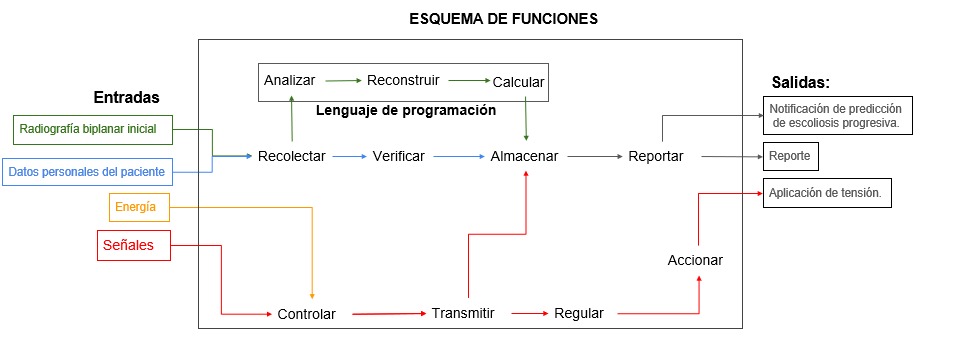 ESQUEMA DE FUNCIONES
Entradas
Radiografía biplanar inicial
Datos personales del paciente
Energía
Señales
Analizar
Reconstruir
Calcular
Lenguaje de programación
Recolectar
Verificar
Almacenar
Reportar
Accionar
Controlar
Transmitir
Regular
Salidas:
Notificación de predicción
de escoliosis progresiva.
Reporte
Aplicación de tensión.